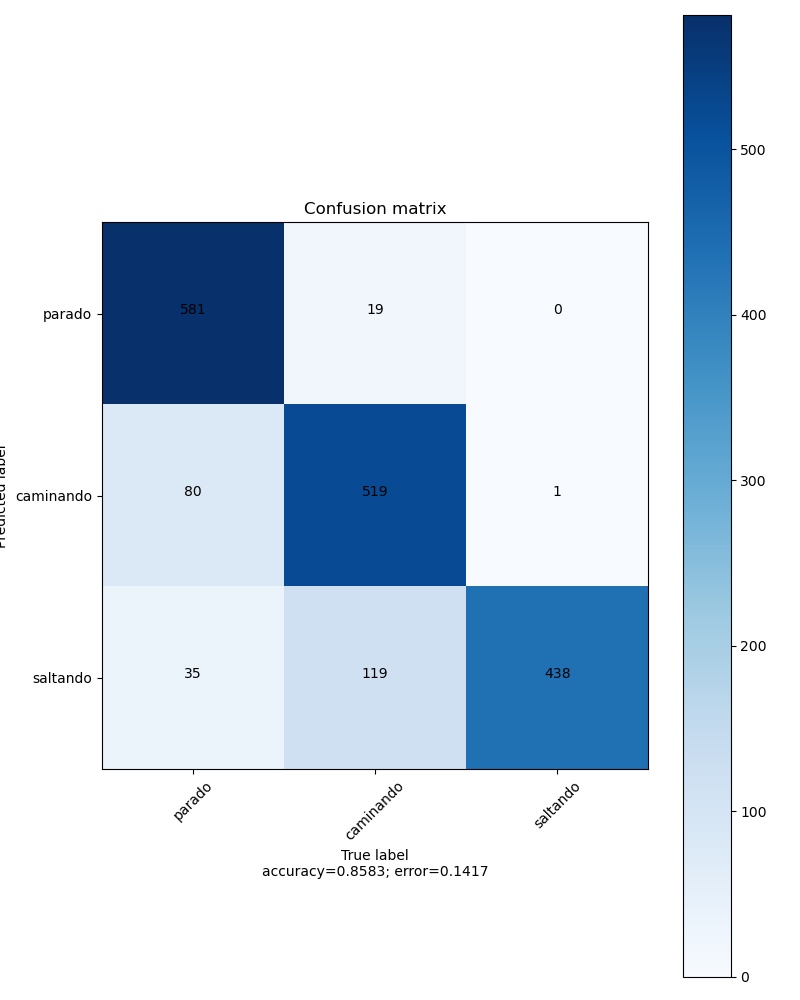 Confusion matrix
parado
581
19
0
caminando
80
519
1
saltando
35
119
438
parado
caminando
saltando
True label
accuracy=0.8583; error=0.1417
Predicted label
500
400
300
200
100
0